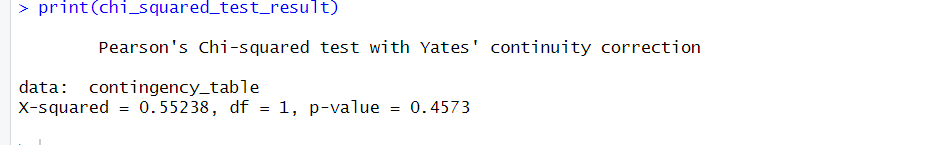 > print(chi_squared_test_result)
Pearson's Chi-squared test with Yates' continuity correction
data:  contingency_table
X-squared = 0.55238, df = 1, p-value = 0.4573
>